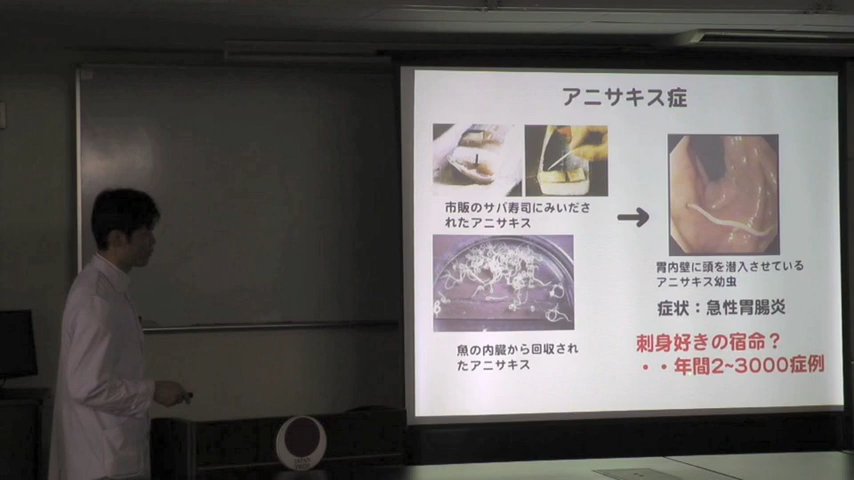 アニサキス症
市販のサバ寿司にみいださ
れたアニサキス
魚の内臓から回収され
たアニサキス
胃内壁に頭を潜入させている
アニサキス幼虫
症状：急性胃腸炎
刺身好きの宿命？
・・年間2~3000症例